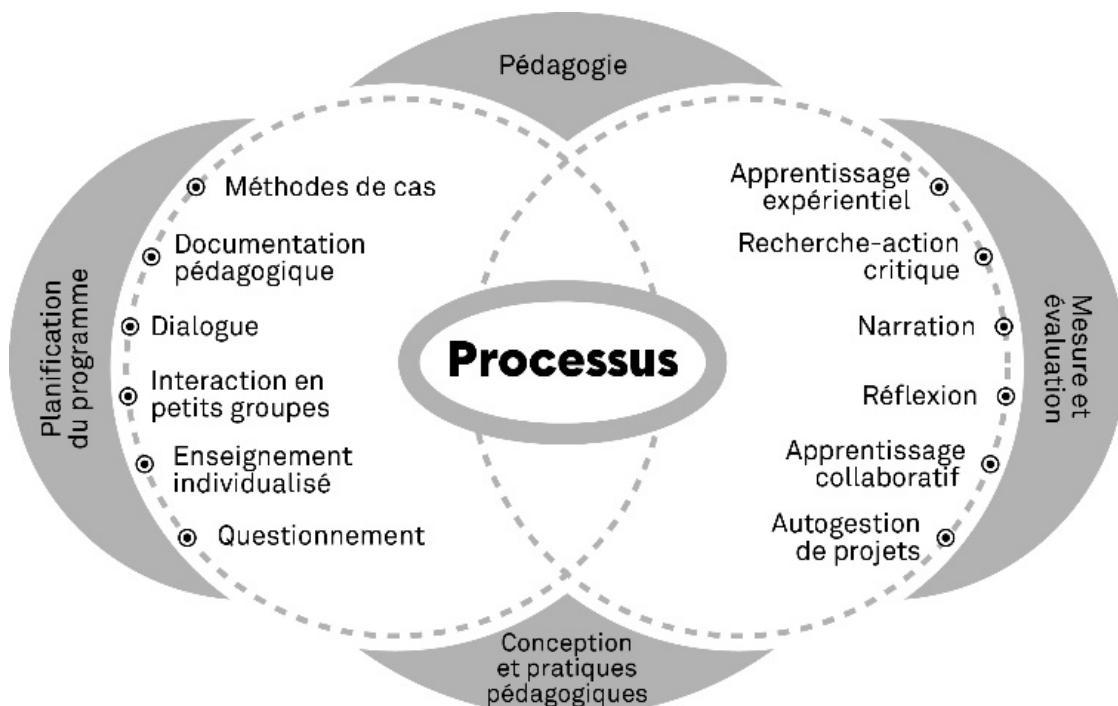 Pédagogie
Planification
du programme
Méthodes de cas
Documentation
pédagogique
Dialogue
Interaction en
petits groupes
Enseignement
individualisé
Questionnement
Processus
Apprentissage
expérientiel
Recherche-action
critique
Narration
Réflexion
Apprentissage
collaboratif
Autogestion
de projets
Mesure et
évaluation
Conception
et pratiques
pédagogiques